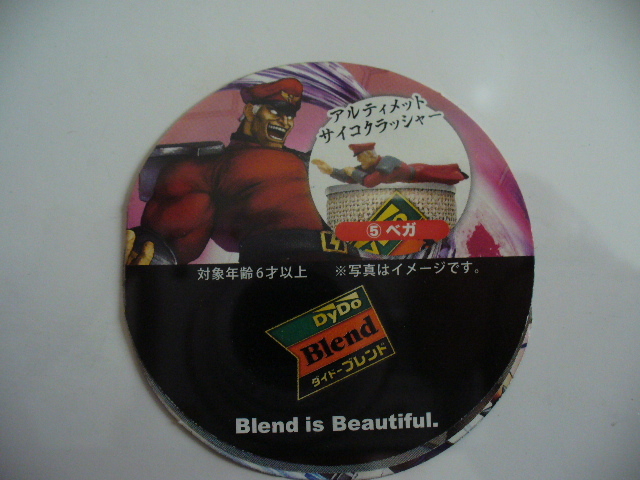 アルティメット
サイコクラッシャー
⑤ベガ
対象年齢6才以上 ※写真はイメージです。
DyDo
Blend
ダイドーブレンド
Blend is Beautiful.